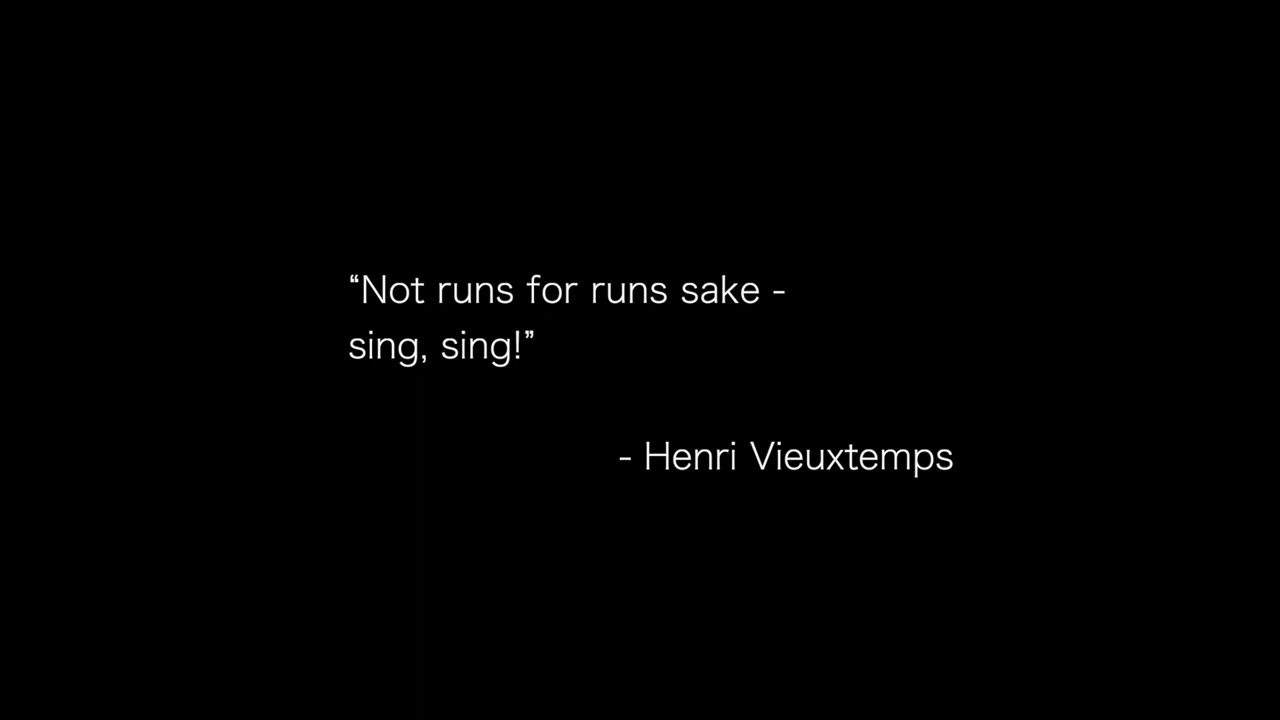 “Not runs for runs sake -
sing, sing!”
- Henri Vieuxtemps